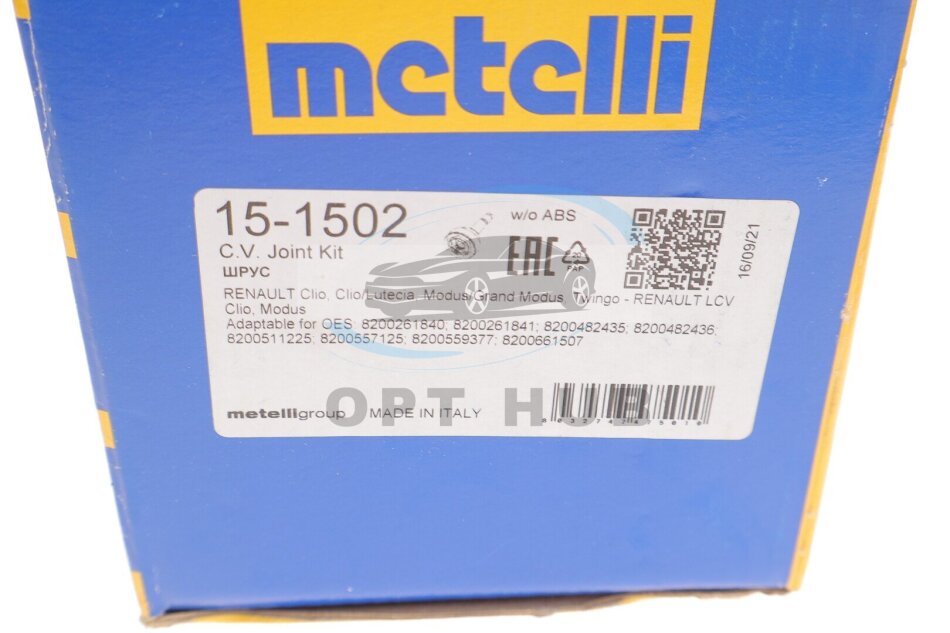 metelli
15-1502
w/o ABS
C.V. Joint Kit
ШРУС
EAC
PAP
16/09/21
RENAULT Clio, Clio/Lutecia, Modus/Grand Modus, Twingo - RENAULT LCV
Clio, Modus
Adaptable for OES: 8200261840; 8200261841; 8200482435; 8200482436;
8200511225; 8200557125; 8200559377; 8200661507
OPT HUB
metelligroup MADE IN ITALY